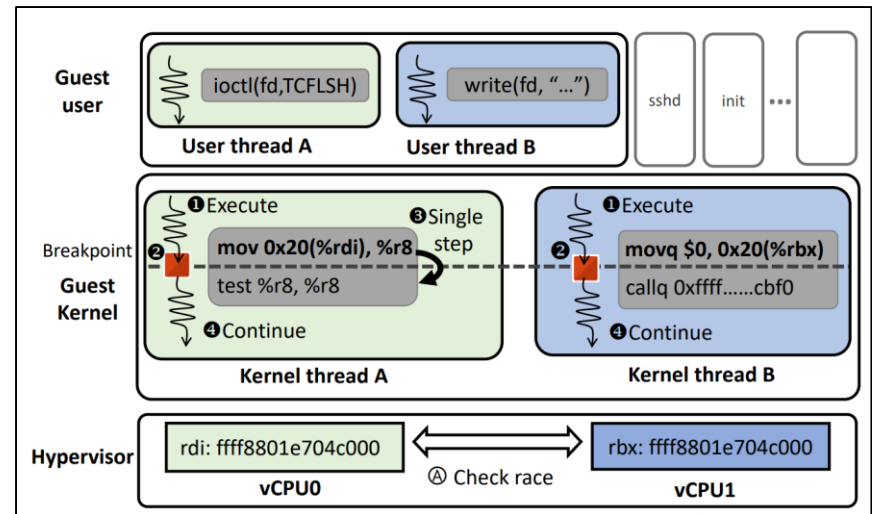 Guest
user
ioctl(fd,TCFLSH)
write(fd, “…”)
User thread A
User thread B
sshd
init
...
Breakpoint
Guest
Kernel
❶Execute
❷
❸Single
step
mov 0x20(%rdi), %r8
test %r8, %r8
❹Continue
Kernel thread A
❶Execute
❷
movq $0, 0x20(%rbx)
callq 0xffff……cbf0
❹Continue
Kernel thread B
Hypervisor
rdi: ffff8801e704c000
vCPU0
Ⓐ Check race
rbx: ffff8801e704c000
vCPU1